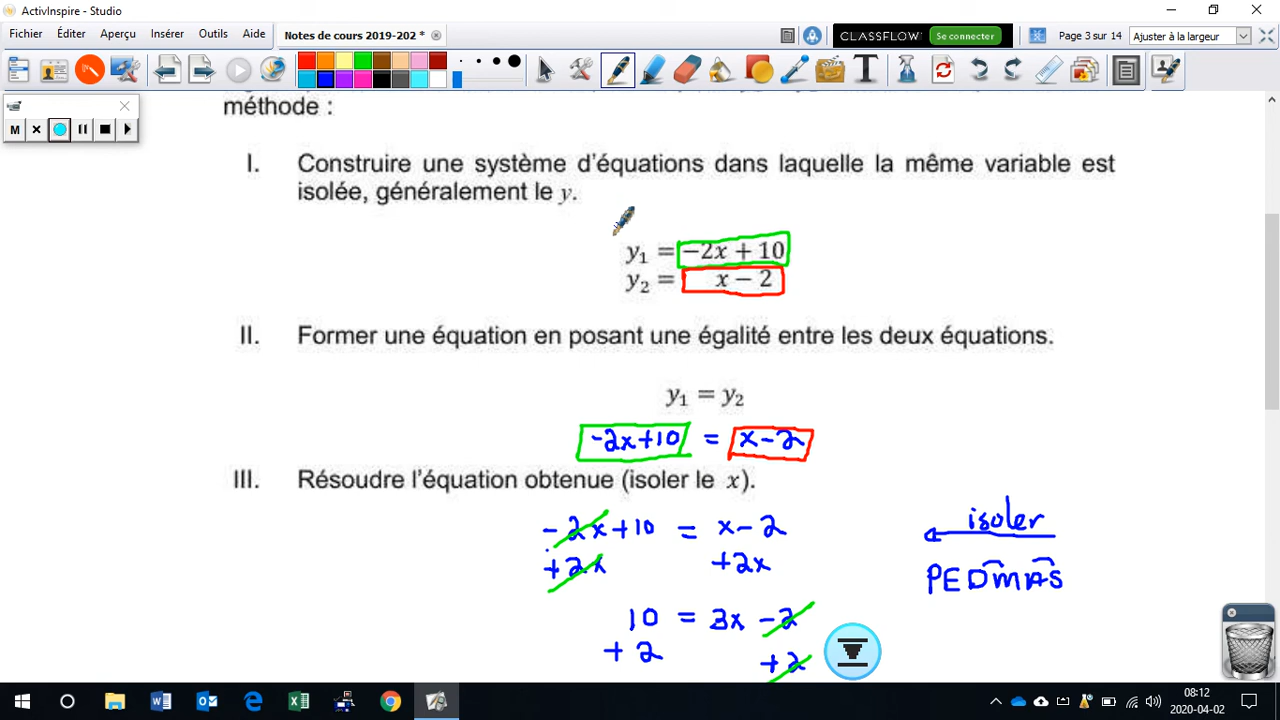 ActivInspire - Studio
Fichier Éditer Aperçu Insérer Outils Aide Notes de cours 2019-202 * CLASSFLOW Se connecter Page 3 sur 14 Ajuster à la largeur
M
méthode :
I. Construire une système d'équations dans laquelle la même variable est
isolée, généralement le y.
y₁ = −2x + 10
y₂ = x − 2
II. Former une équation en posant une égalité entre les deux équations.
y₁ = y₂
-2x+10 = x-2
III. Résoudre l'équation obtenue (isoler le x).
-2x+10 = x-2
+2x +2x
10 = 3x -2
+2 +2
isoler
PEDMAS
08:12
2020-04-02